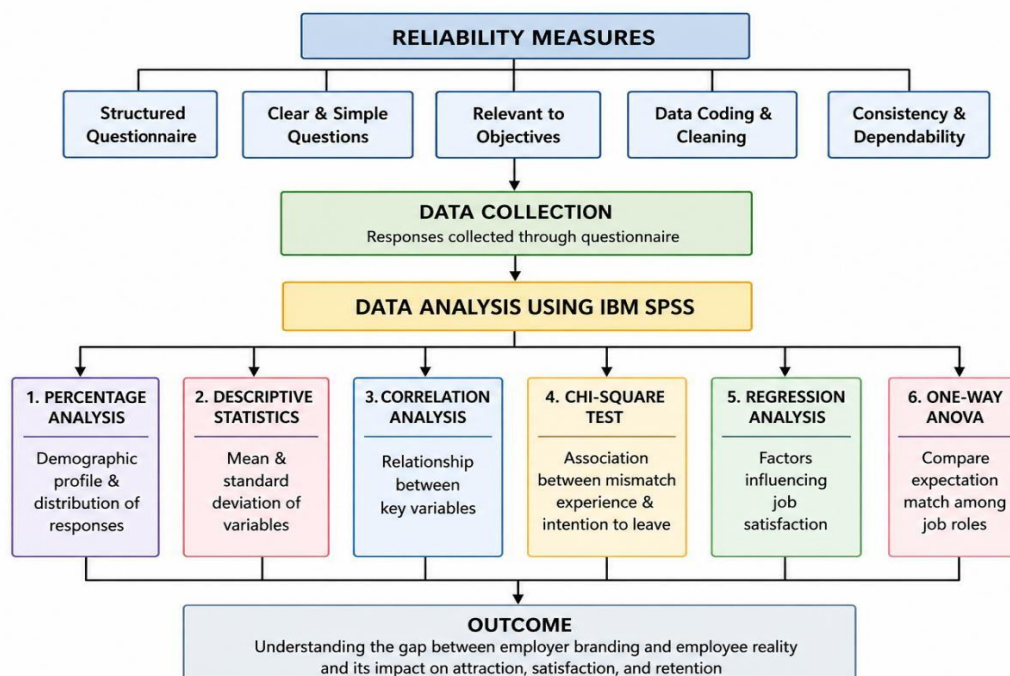 RELIABILITY MEASURES
Structured
Questionnaire
Clear & Simple
Questions
Relevant to
Objectives
Data Coding &
Cleaning
Consistency &
Dependability
DATA COLLECTION
Responses collected through questionnaire
DATA ANALYSIS USING IBM SPSS
1. PERCENTAGE
ANALYSIS
Demographic
profile &
distribution of
responses
2. DESCRIPTIVE
STATISTICS
Mean &
standard
deviation of
variables
3. CORRELATION
ANALYSIS
Relationship
between
key variables
4. CHI-SQUARE
TEST
Association
between mismatch
experience &
intention to leave
5. REGRESSION
ANALYSIS
Factors
influencing
job
satisfaction
6. ONE-WAY
ANOVA
Compare
expectation
match among
job roles
OUTCOME
Understanding the gap between employer branding and employee reality
and its impact on attraction, satisfaction, and retention